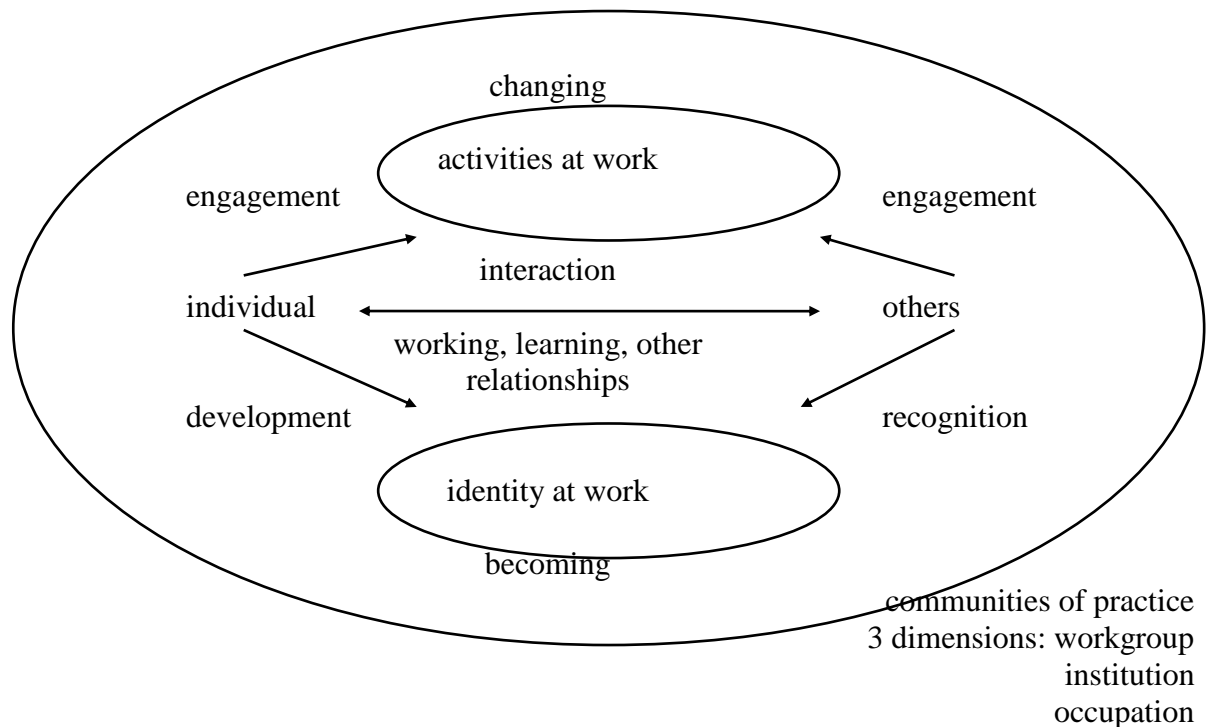 changing
activities at work
engagement
engagement
interaction
individual
others
working, learning, other
relationships
development
recognition
identity at work
becoming
communities of practice
3 dimensions: workgroup
institution
occupation